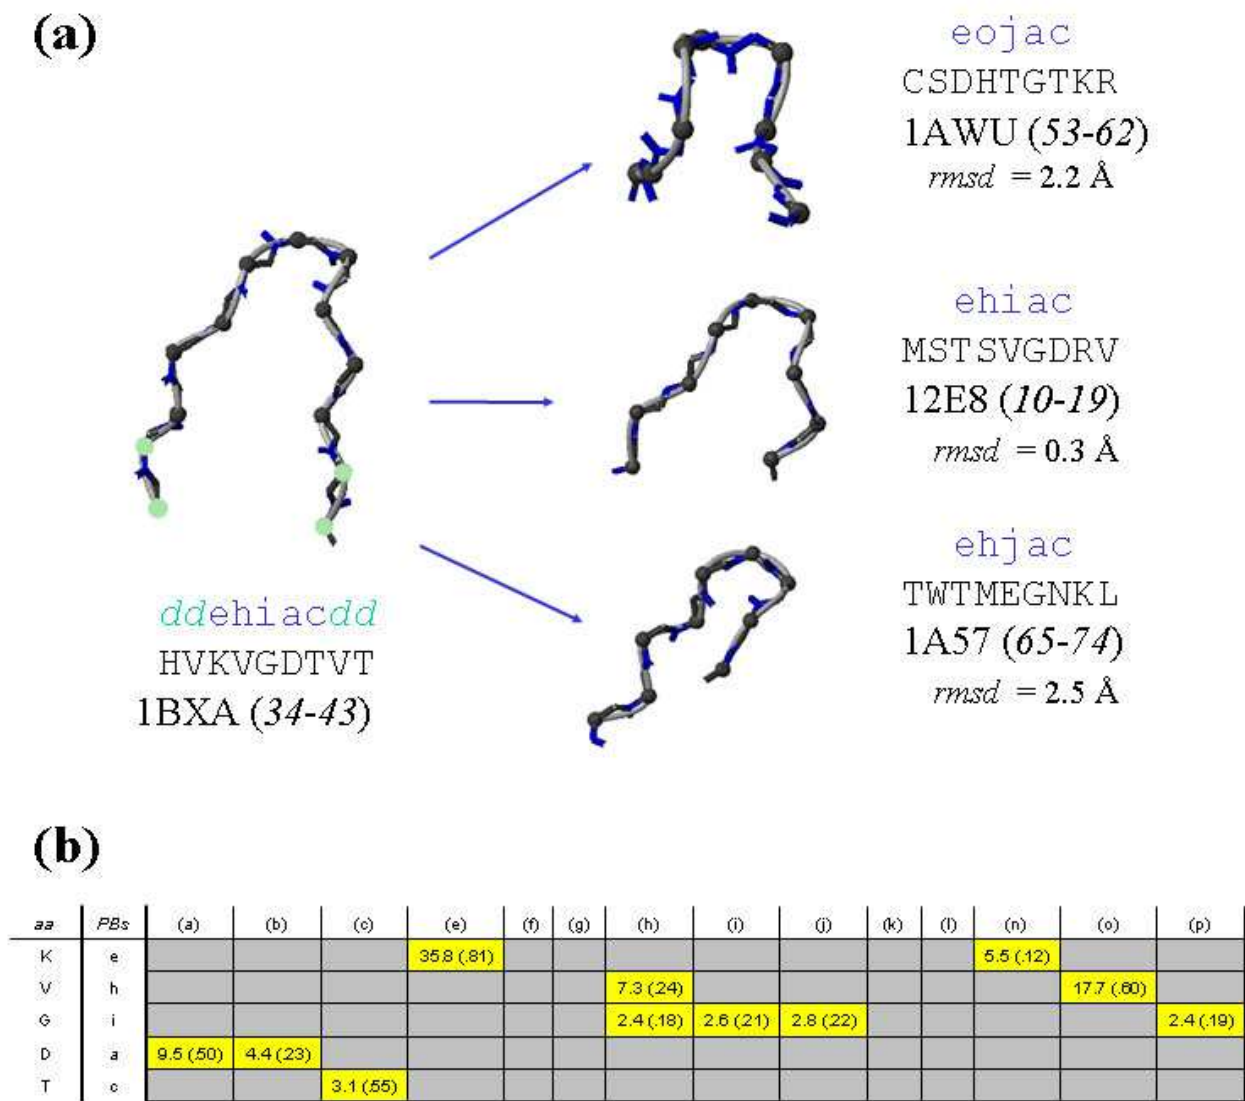 (a)
eojac
CSDHTGTKR
1AWU (53-62)
rmsd = 2.2 Å
ehiac
MSTSVGDRV
12E8 (10-19)
rmsd = 0.3 Å
ddehiacdd
HVKVGDTVT
1BXA (34-43)
ehjac
TWTMEGNKL
1A57 (65-74)
rmsd = 2.5 Å
(b)
aa PBs (a) (b) (c) (e) (f) (g) (h) (i) (j) (k) (l) (n) (o) (p)
K e 35.8 (.81) 5.5 (.12)
V h 7.3 (.24) 17.7 (.60)
G i 2.4 (.18) 2.6 (.21) 2.8 (.22) 2.4 (.19)
D a 9.5 (.50) 4.4 (.23)
T c 3.1 (.55)